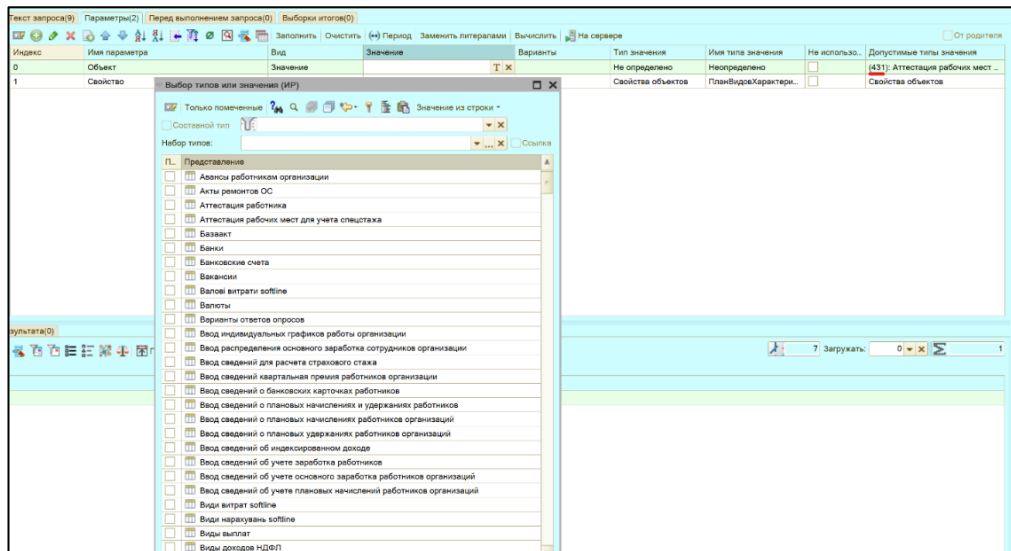 Текст запроса(9) Параметры(2) Перед выполнением запроса(0) Выборки итогов(0)
Заполнить Очистить Период Заменить литералами Вычислить На сервере От родителя
Индекс Имя параметра Вид Значение Варианты Тип значения Имя типа значения Не использо.. Допустимые типы значения
0 Объект Значение T × Не определено Неопределено (431): Аттестация рабочих мест ..
1 Свойство Свойства объектов ПланВидовХарактери... Свойства объектов
Выбор типов или значения (ИР)
Только помеченные Значение из строки
Составной тип
Набор типов: ... Ссылка
П.. Представление
Авансы работникам организации
Акты ремонтов ОС
Аттестация работника
Аттестация рабочих мест для учета спецстажа
Базаакт
Банки
Банковские счета
Вакансии
Валові витрати softline
Валюты
Варианты ответов опросов
Ввод индивидуальных графиков работы организации
Ввод распределения основного заработка сотрудников организации
Ввод сведений для расчета страхового стажа
Ввод сведений квартальная премия работников организации
Ввод сведений о банковских карточках работников
Ввод сведений о плановых начислениях и удержаниях работников
Ввод сведений о плановых начислениях работников организаций
Ввод сведений о плановых удержаниях работников организаций
Ввод сведений об индексированном доходе
Ввод сведений об учете заработка работников
Ввод сведений об учете основного заработка работников организаций
Ввод сведений об учете плановых начислений работников организаций
Види витрат softline
Види нарахувань softline
Виды выплат
Виды доходов НДФЛ
зультата(0)
7 Загружать: 0 1